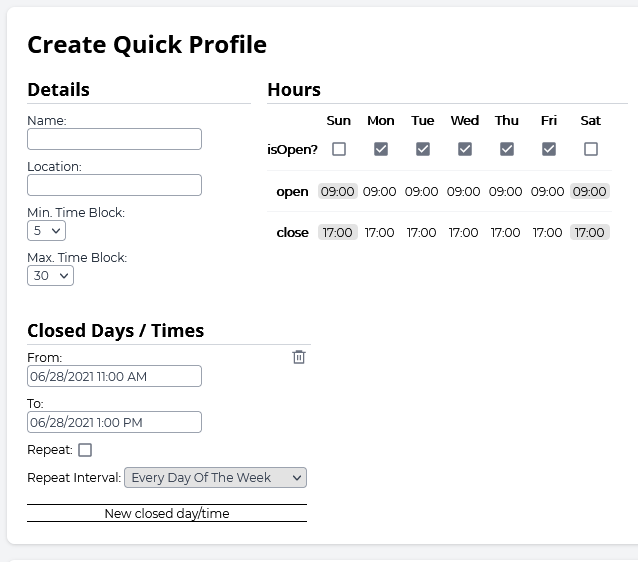 Create Quick Profile
Details
Name:
Location:
Min. Time Block:
5
Max. Time Block:
30
Hours
Sun Mon Tue Wed Thu Fri Sat
isOpen?
open 09:00 09:00 09:00 09:00 09:00 09:00 09:00
close 17:00 17:00 17:00 17:00 17:00 17:00 17:00
Closed Days / Times
From:
06/28/2021 11:00 AM
To:
06/28/2021 1:00 PM
Repeat:
Repeat Interval: Every Day Of The Week
New closed day/time